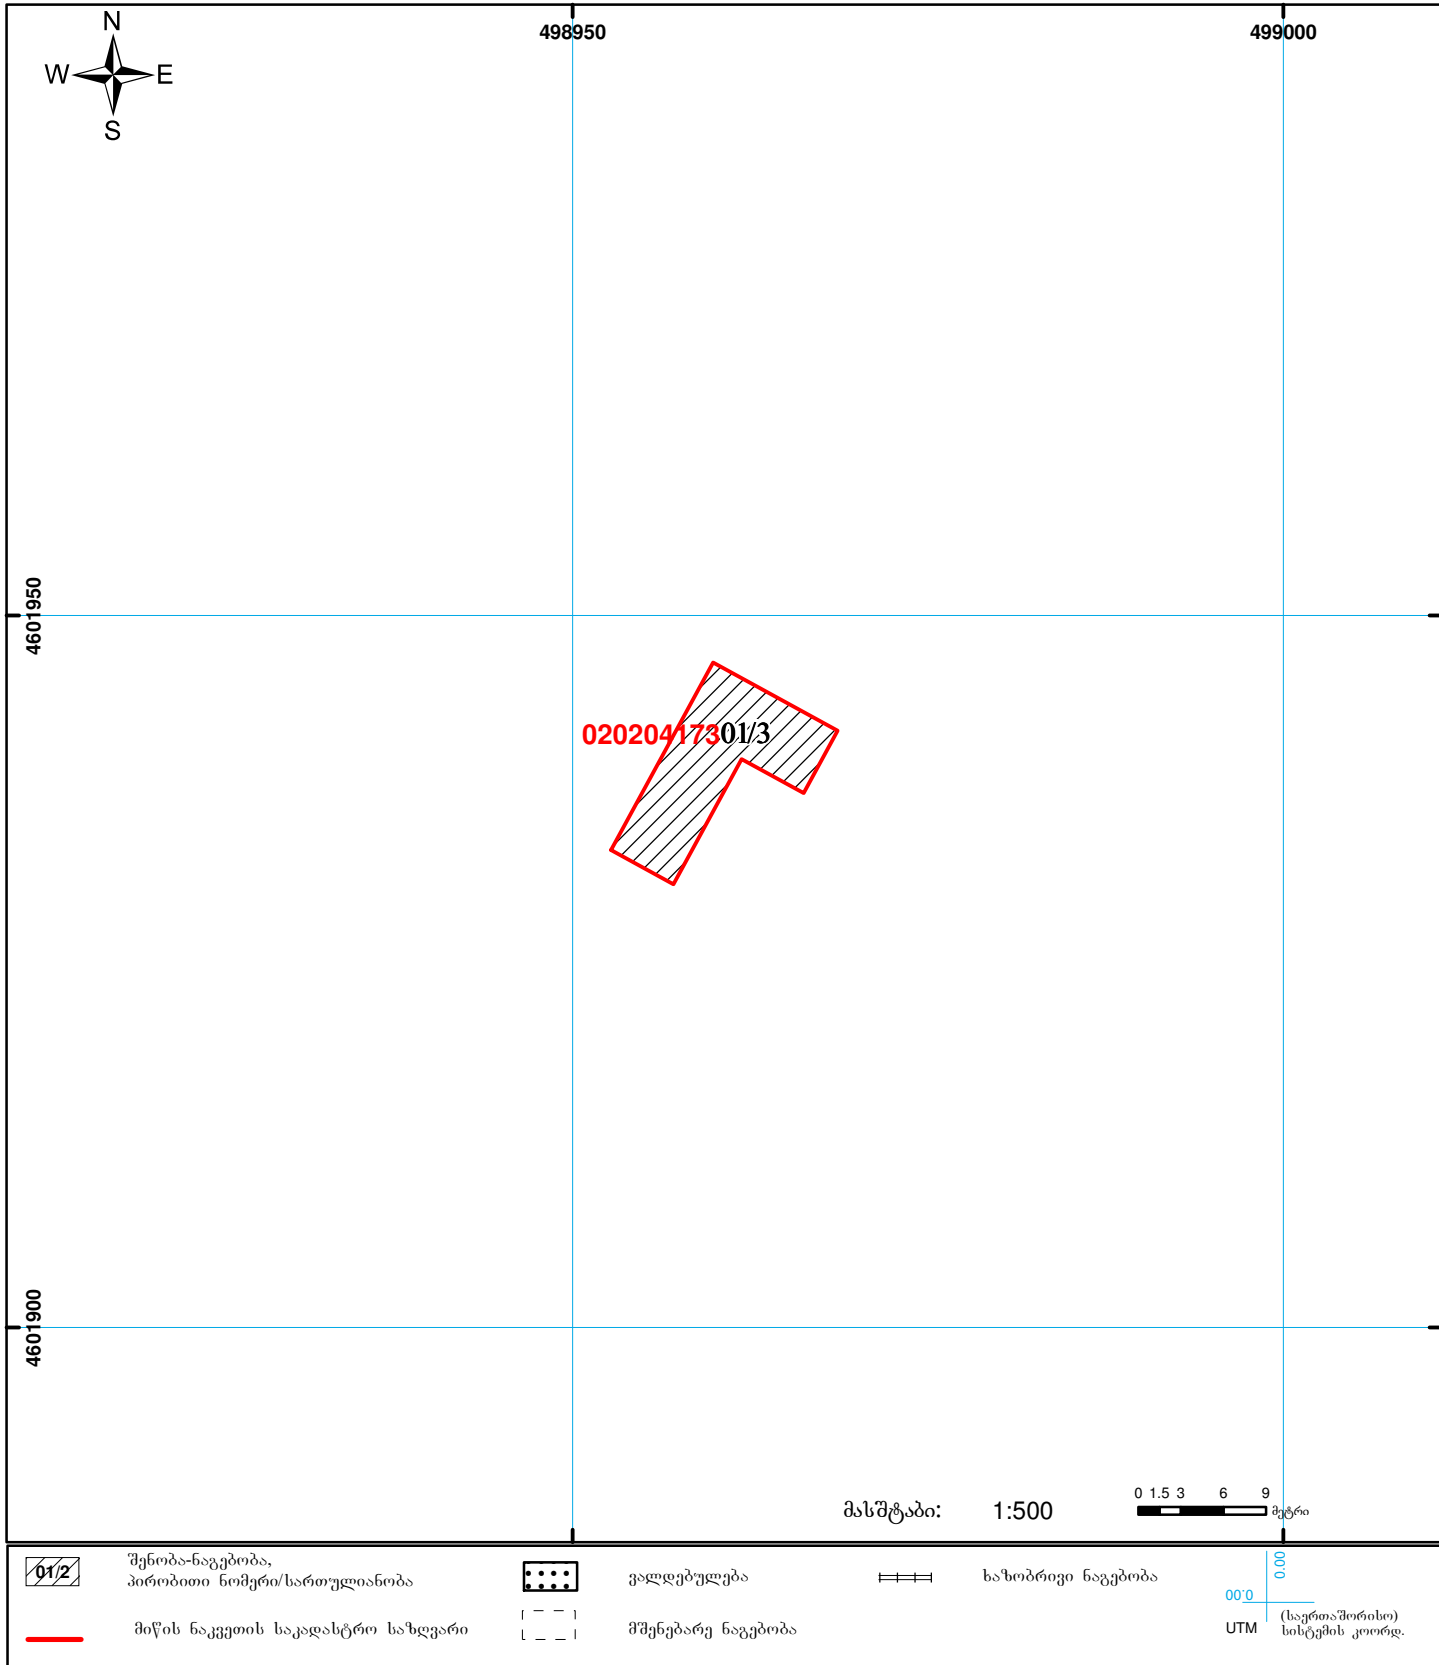 N
W E
S
498950
499000
4601950
02020417301/3
4601900
მასშტაბი: 1:500
0 1.5 3 6 9
მეტრი
01/2
შენობა-ნაგებობა,
პირობითი ნომერი/სართულიანობა
ვალდებულება
ხაზობრივი ნაგებობა
მიწის ნაკვეთის საკადასტრო საზღვარი
მშენებარე ნაგებობა
0.00
00.0
UTM
(საერთაშორისო)
სისტემის კოორდ.